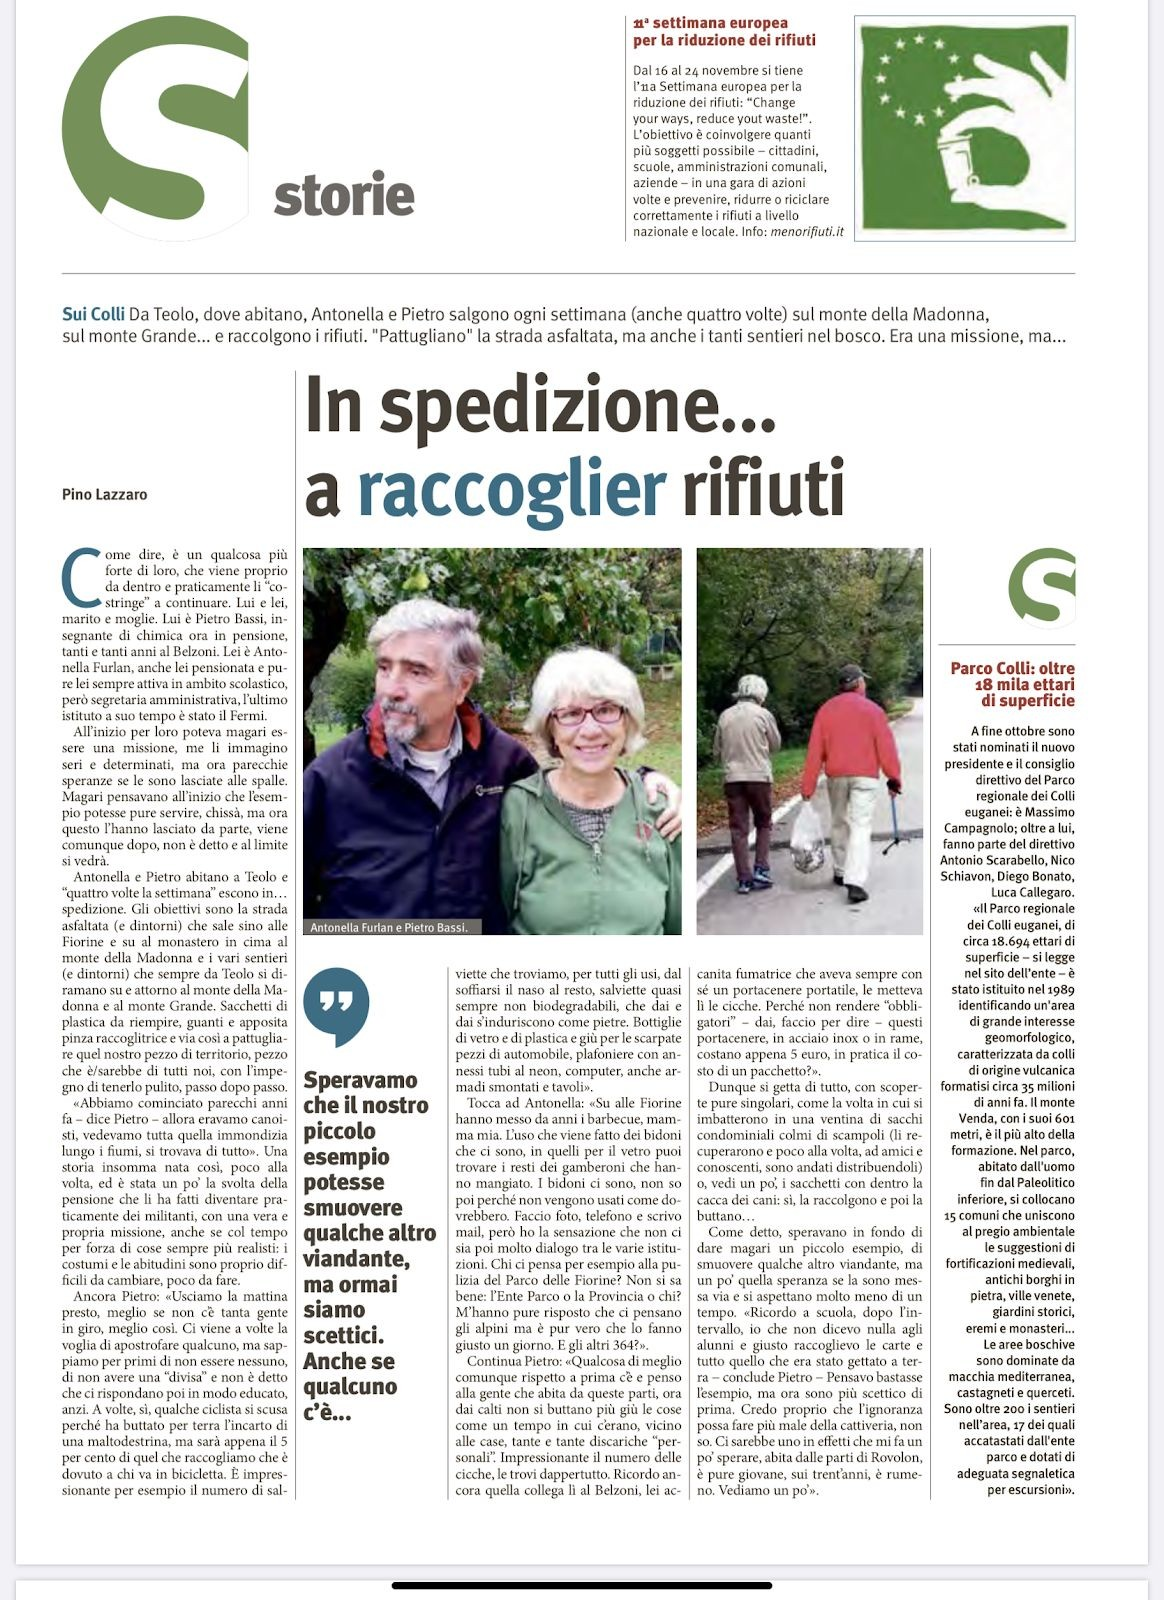 S
storie
11ª settimana europea
per la riduzione dei rifiuti
Dal 16 al 24 novembre si tiene
l'11a Settimana europea per la
riduzione dei rifiuti: “Change
your ways, reduce yout waste!”.
L'obiettivo è coinvolgere quanti
più soggetti possibile – cittadini,
scuole, amministrazioni comunali,
aziende – in una gara di azioni
volte e prevenire, ridurre o riciclare
correttamente i rifiuti a livello
nazionale e locale. Info: menorifiuti.it
Sui Colli Da Teolo, dove abitano, Antonella e Pietro salgono ogni settimana (anche quattro volte) sul monte della Madonna,
sul monte Grande... e raccolgono i rifiuti. "Pattugliano" la strada asfaltata, ma anche i tanti sentieri nel bosco. Era una missione, ma...
In spedizione...
a raccoglier rifiuti
Pino Lazzaro
Come dire, è un qualcosa più
forte di loro, che viene proprio
da dentro e praticamente li “co-
stringe” a continuare. Lui e lei,
marito e moglie. Lui è Pietro Bassi, in-
segnante di chimica ora in pensione,
tanti e tanti anni al Belzoni. Lei è Anto-
nella Furlan, anche lei pensionata e pu-
re lei sempre attiva in ambito scolastico,
però segretaria amministrativa, l'ultimo
istituto a suo tempo è stato il Fermi.
All'inizio per loro poteva magari es-
sere una missione, me li immagino
seri e determinati, ma ora parecchie
speranze se le sono lasciate alle spalle.
Magari pensavano all'inizio che l'esem-
pio potesse pure servire, chissà, ma ora
questo l'hanno lasciato da parte, viene
comunque dopo, non è detto e al limite
si vedrà.
Antonella e Pietro abitano a Teolo e
“quattro volte la settimana” escono in…
spedizione. Gli obiettivi sono la strada
asfaltata (e dintorni) che sale sino alle
Fiorine e su al monastero in cima al
monte della Madonna e i vari sentieri
(e dintorni) che sempre da Teolo si di-
ramano su e attorno al monte della Ma-
donna e al monte Grande. Sacchetti di
plastica da riempire, guanti e apposita
pinza raccoglitrice e via così a pattuglia-
re quel nostro pezzo di territorio, pezzo
che è/sarebbe di tutti noi, con l'impe-
gno di tenerlo pulito, passo dopo passo.
«Abbiamo cominciato parecchi anni
fa – dice Pietro – allora eravamo canoi-
sti, vedevamo tutta quella immondizia
lungo i fiumi, si trovava di tutto». Una
storia insomma nata così, poco alla
volta, ed è stata un po' la svolta della
pensione che li ha fatti diventare pra-
ticamente dei militanti, con una vera e
propria missione, anche se col tempo
per forza di cose sempre più realisti: i
costumi e le abitudini sono proprio dif-
ficili da cambiare, poco da fare.
Ancora Pietro: «Usciamo la mattina
presto, meglio se non c'è tanta gente
in giro, meglio così. Ci viene a volte la
voglia di apostrofare qualcuno, ma sap-
piamo per primi di non essere nessuno,
di non avere una “divisa” e non è detto
che ci rispondano poi in modo educato,
anzi. A volte, sì, qualche ciclista si scusa
perché ha buttato per terra l'incarto di
una maltodestrina, ma sarà appena il 5
per cento di quel che raccogliamo che è
dovuto a chi va in bicicletta. È impres-
sionante per esempio il numero di sal-
Antonella Furlan e Pietro Bassi.
”
Speravamo
che il nostro
piccolo
esempio
potesse
smuovere
qualche altro
viandante,
ma ormai
siamo
scettici.
Anche se
qualcuno
c'è...
viette che troviamo, per tutti gli usi, dal
soffiarsi il naso al resto, salviette quasi
sempre non biodegradabili, che dai e
dai s'induriscono come pietre. Bottiglie
di vetro e di plastica e giù per le scarpate
pezzi di automobile, plafoniere con an-
nessi tubi al neon, computer, anche ar-
madi smontati e tavoli».
Tocca ad Antonella: «Su alle Fiorine
hanno messo da anni i barbecue, mam-
ma mia. L'uso che viene fatto dei bidoni
che ci sono, in quelli per il vetro puoi
trovare i resti dei gamberoni che han-
no mangiato. I bidoni ci sono, non so
poi perché non vengono usati come do-
vrebbero. Faccio foto, telefono e scrivo
mail, però ho la sensazione che non ci
sia poi molto dialogo tra le varie istitu-
zioni. Chi ci pensa per esempio alla pu-
lizia del Parco delle Fiorine? Non si sa
bene: l'Ente Parco o la Provincia o chi?
M'hanno pure risposto che ci pensano
gli alpini ma è pur vero che lo fanno
giusto un giorno. E gli altri 364?».
Continua Pietro: «Qualcosa di meglio
comunque rispetto a prima c'è e penso
alla gente che abita da queste parti, ora
dai calti non si buttano più giù le cose
come un tempo in cui c'erano, vicino
alle case, tante e tante discariche “per-
sonali”. Impressionante il numero delle
cicche, le trovi dappertutto. Ricordo an-
cora quella collega lì al Belzoni, lei ac-
canita fumatrice che aveva sempre con
sé un portacenere portatile, le metteva
lì le cicche. Perché non rendere “obbli-
gatori” – dai, faccio per dire – questi
portacenere, in acciaio inox o in rame,
costano appena 5 euro, in pratica il co-
sto di un pacchetto?».
Dunque si getta di tutto, con scoper-
te pure singolari, come la volta in cui si
imbatterono in una ventina di sacchi
condominiali colmi di scampoli (li re-
cuperarono e poco alla volta, ad amici e
conoscenti, sono andati distribuendoli)
o, vedi un po', i sacchetti con dentro la
cacca dei cani: sì, la raccolgono e poi la
buttano…
Come detto, speravano in fondo di
dare magari un piccolo esempio, di
smuovere qualche altro viandante, ma
un po' quella speranza se la sono mes-
sa via e si aspettano molto meno di un
tempo. «Ricordo a scuola, dopo l'in-
tervallo, io che non dicevo nulla agli
alunni e giusto raccoglievo le carte e
tutto quello che era stato gettato a ter-
ra – conclude Pietro – Pensavo bastasse
l'esempio, ma ora sono più scettico di
prima. Credo proprio che l'ignoranza
possa fare più male della cattiveria, non
so. Ci sarebbe uno in effetti che mi fa un
po' sperare, abita dalle parti di Rovolon,
è pure giovane, sui trent'anni, è rume-
no. Vediamo un po'».
S
Parco Colli: oltre
18 mila ettari
di superficie
A fine ottobre sono
stati nominati il nuovo
presidente e il consiglio
direttivo del Parco
regionale dei Colli
euganei: è Massimo
Campagnolo; oltre a lui,
fanno parte del direttivo
Antonio Scarabello, Nico
Schiavon, Diego Bonato,
Luca Callegaro.
«Il Parco regionale
dei Colli euganei, di
circa 18.694 ettari di
superficie – si legge
nel sito dell'ente – è
stato istituito nel 1989
identificando un'area
di grande interesse
geomorfologico,
caratterizzata da colli
di origine vulcanica
formatisi circa 35 milioni
di anni fa. Il monte
Venda, con i suoi 601
metri, è il più alto della
formazione. Nel parco,
abitato dall'uomo
fin dal Paleolitico
inferiore, si collocano
15 comuni che uniscono
al pregio ambientale
le suggestioni di
fortificazioni medievali,
antichi borghi in
pietra, ville venete,
giardini storici,
eremi e monasteri...
Le aree boschive
sono dominate da
macchia mediterranea,
castagneti e querceti.
Sono oltre 200 i sentieri
nell'area, 17 dei quali
accatastati dall'ente
parco e dotati di
adeguata segnaletica
per escursioni».